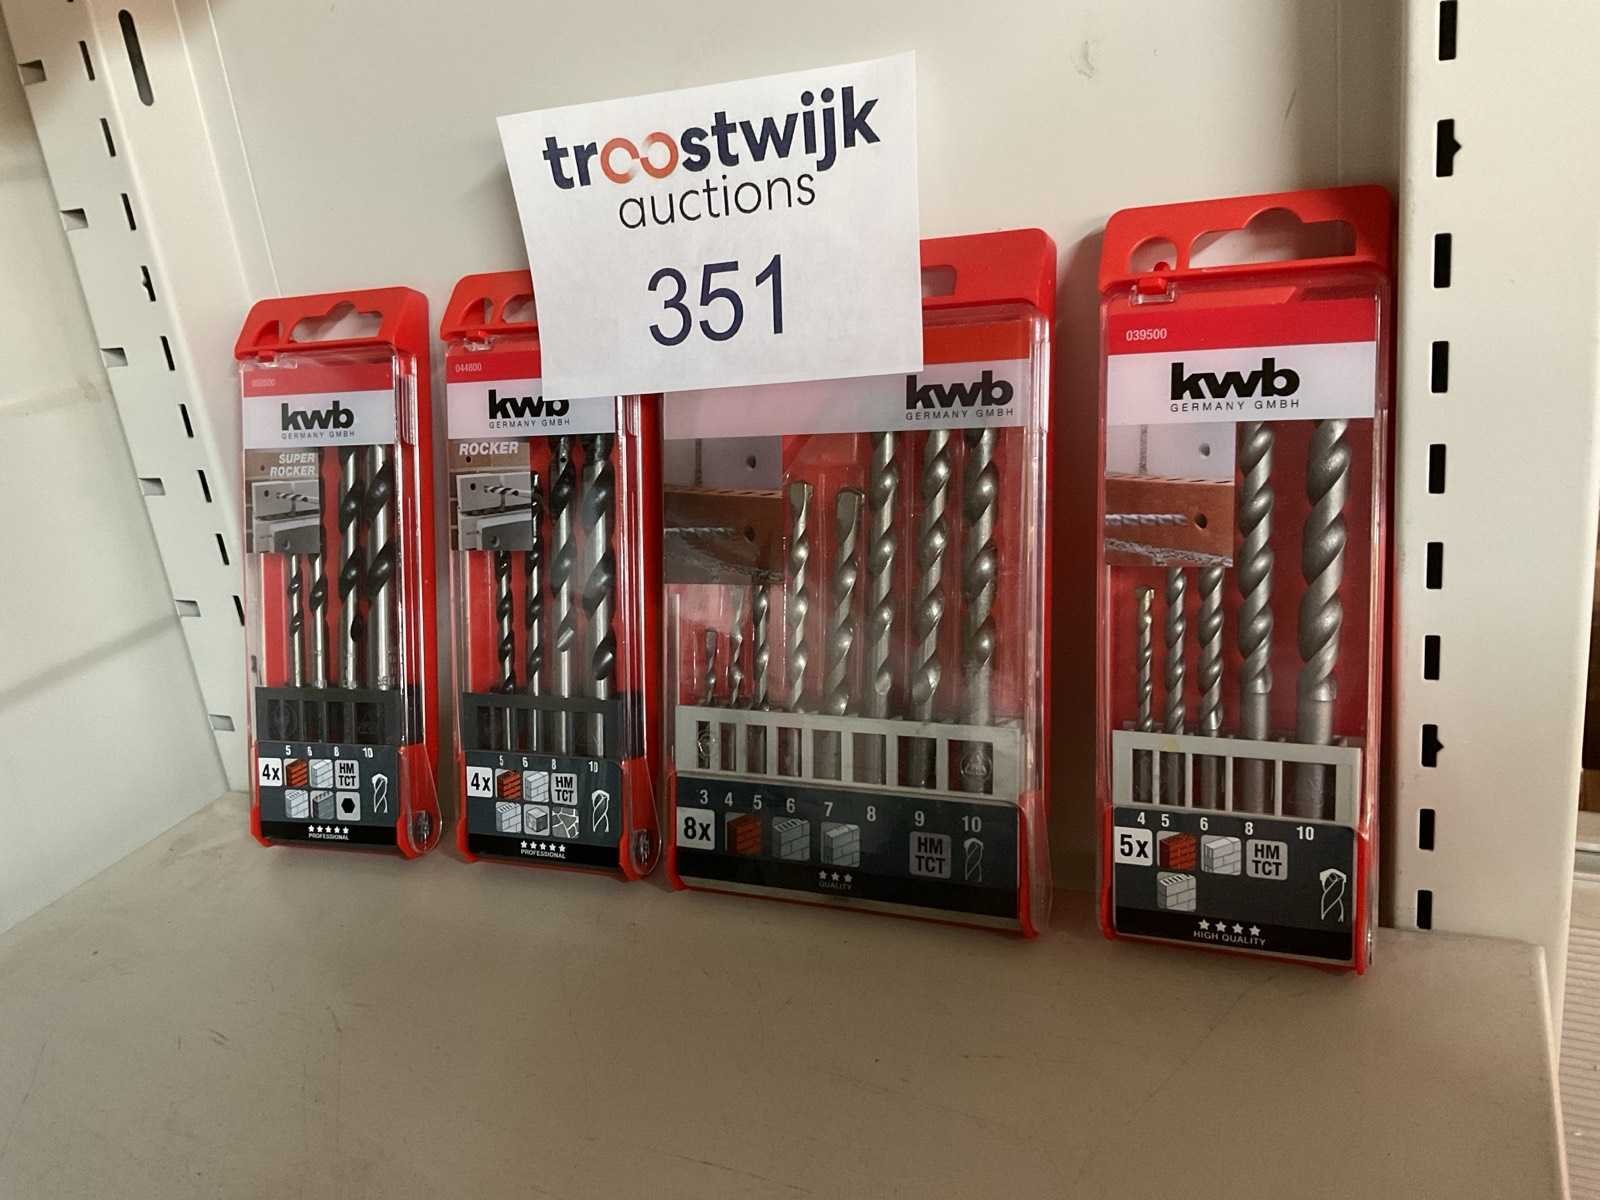 troostwijk
auctions
351
kwb
GERMANY GMBH
SUPER
ROCKER
5 6 8 10
4x
HM
TCT
★★★★★
PROFESSIONAL
044800
kwb
GERMANY GMBH
ROCKER
5 6 8 10
4x
HM
TCT
★★★★★
PROFESSIONAL
kwb
GERMANY GMBH
3 4 5 6 7 8 9 10
8x
HM
TCT
★★★
QUALITY
039500
kwb
GERMANY GMBH
4 5 6 8 10
5x
HM
TCT
★★★★
HIGH QUALITY